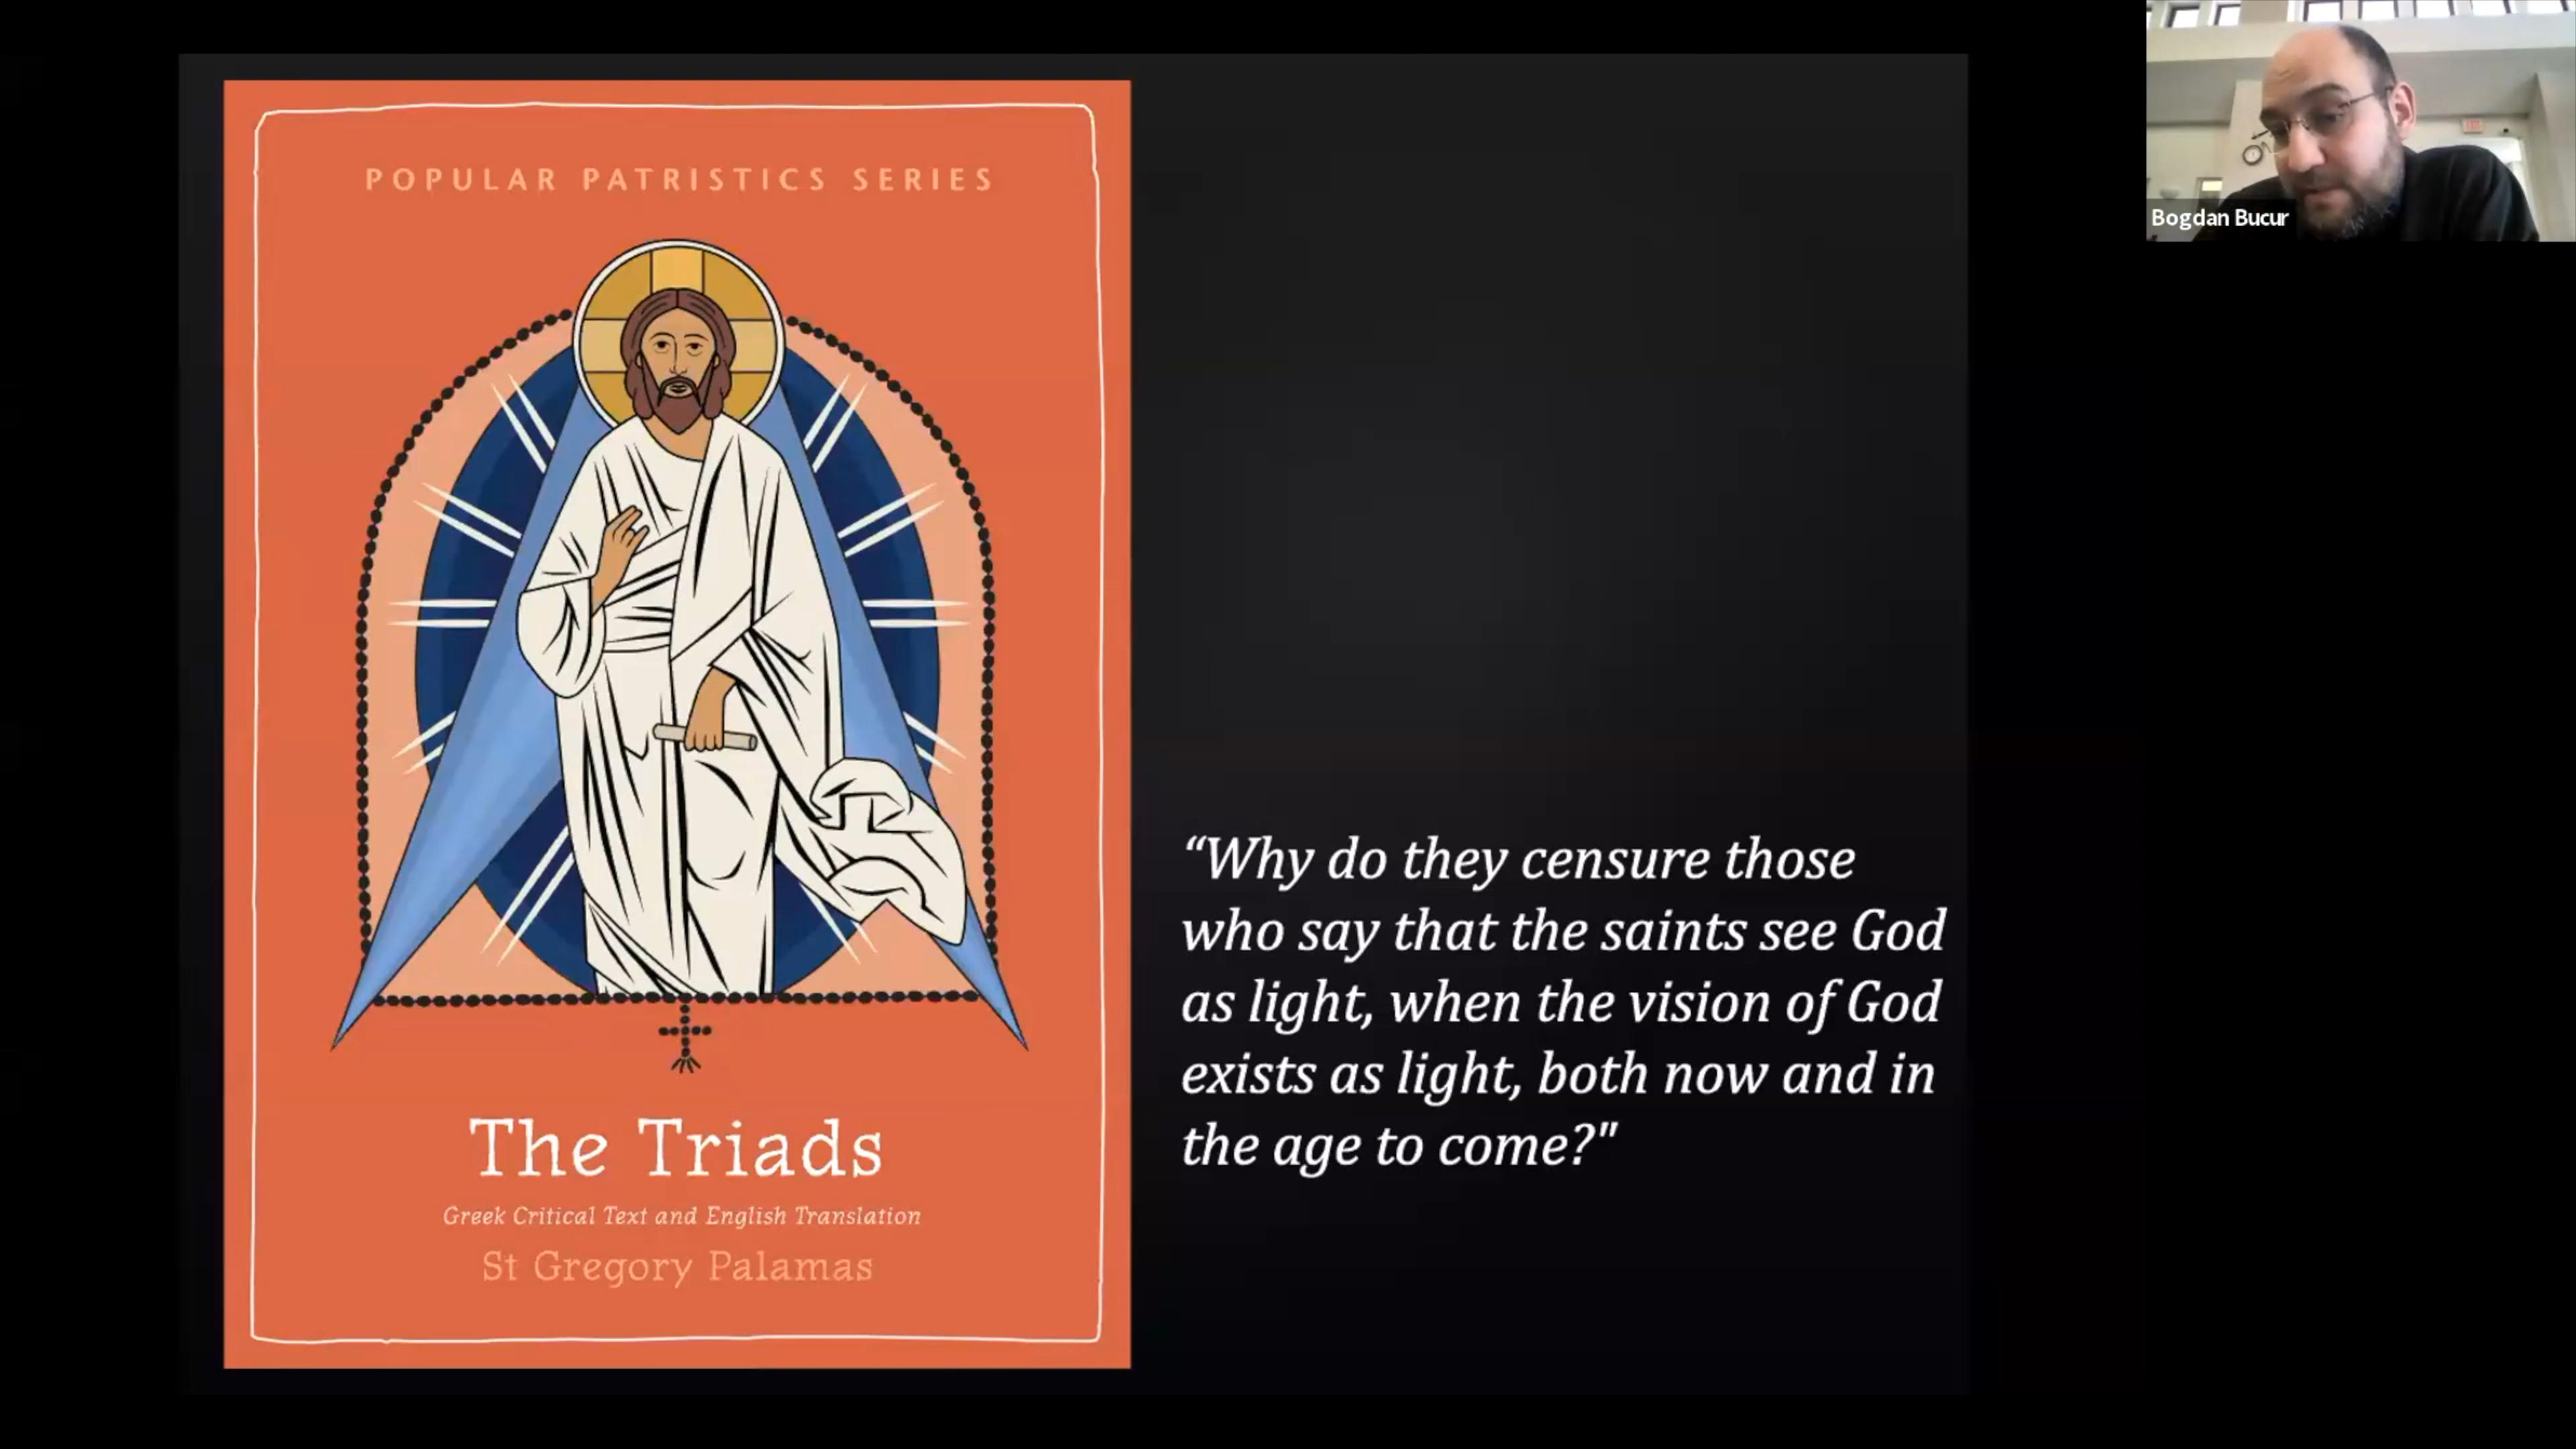 POPULAR PATRISTICS SERIES
The Triads
Greek Critical Text and English Translation
St Gregory Palamas
“Why do they censure those
who say that the saints see God
as light, when the vision of God
exists as light, both now and in
the age to come?"
Bogdan Bucur